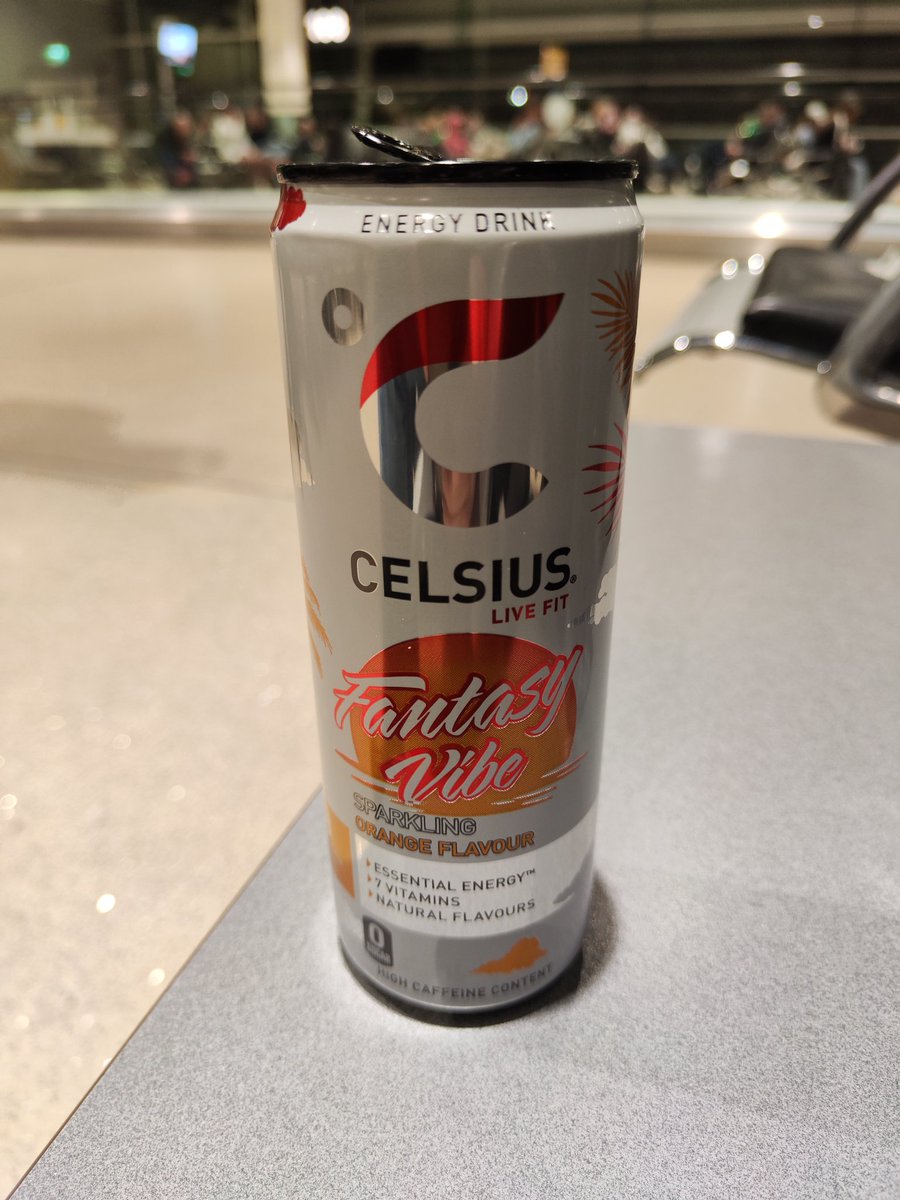 ENERGY DRINK
CELSIUS®
LIVE FIT
Fantasy
Vibe
SPARKLING
ORANGE FLAVOUR
ESSENTIAL ENERGY™
7 VITAMINS
NATURAL FLAVOURS
0
SUGAR
HIGH CAFFEINE CONTENT